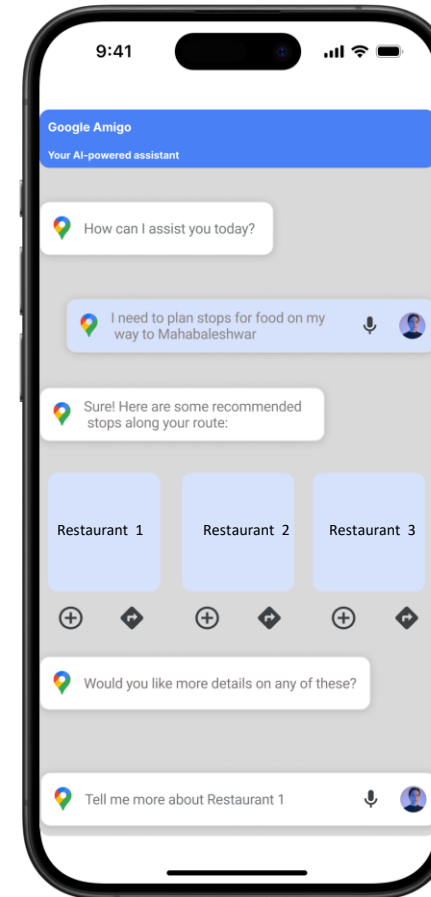 9:41
Google Amigo
Your AI-powered assistant
How can I assist you today?
I need to plan stops for food on my
way to Mahabaleshwar
Sure! Here are some recommended
stops along your route:
Restaurant 1
Restaurant 2
Restaurant 3
Would you like more details on any of these?
Tell me more about Restaurant 1